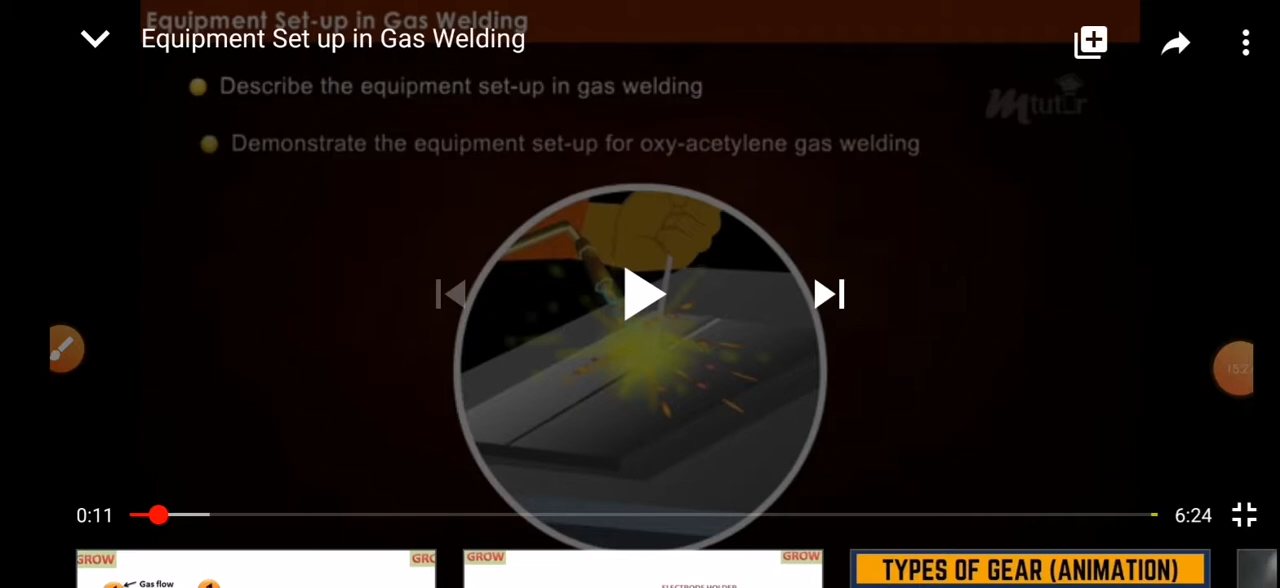 Equipment Set-up in Gas Welding
Equipment Set up in Gas Welding
Describe the equipment set-up in gas welding
Mtutor
Demonstrate the equipment set-up for oxy-acetylene gas welding
0:11
6:24
GROW
GROW
GROW
Gas flow
ELECTRODE HOLDER
TYPES OF GEAR (ANIMATION)